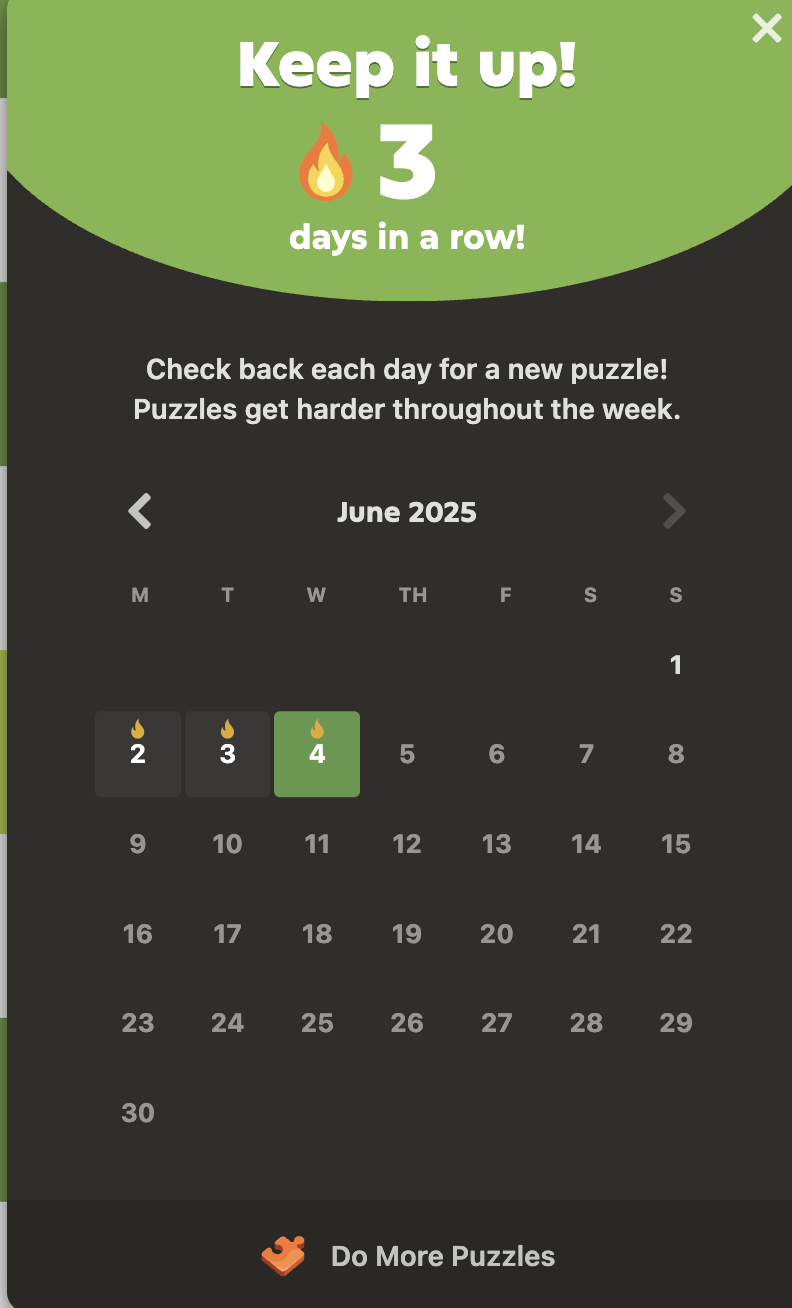 Keep it up!
3
days in a row!
Check back each day for a new puzzle!
Puzzles get harder throughout the week.
June 2025
M T W TH F S S
1
2 3 4 5 6 7 8
9 10 11 12 13 14 15
16 17 18 19 20 21 22
23 24 25 26 27 28 29
30
Do More Puzzles